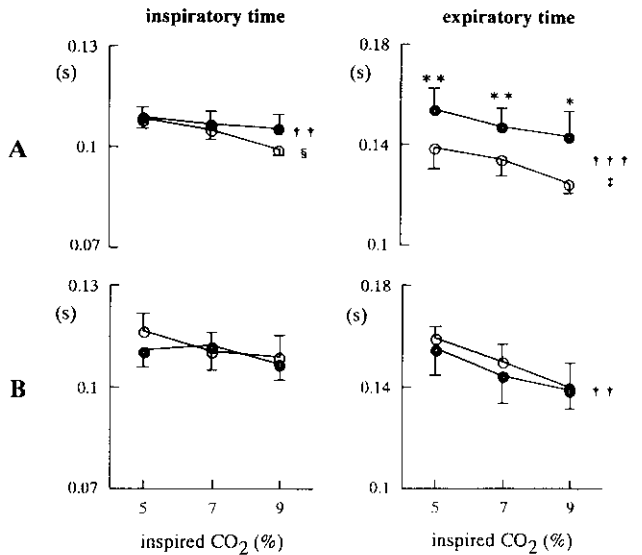 inspiratory time expiratory time
0.13 0.18
(s) (s)
** ** *
A 0.1 †† § 0.14 ††† ‡
0.07 0.1
0.13 0.18
(s) (s)
B 0.1 0.14 ††
0.07 0.1
5 7 9 5 7 9
inspired CO2 (%) inspired CO2 (%)